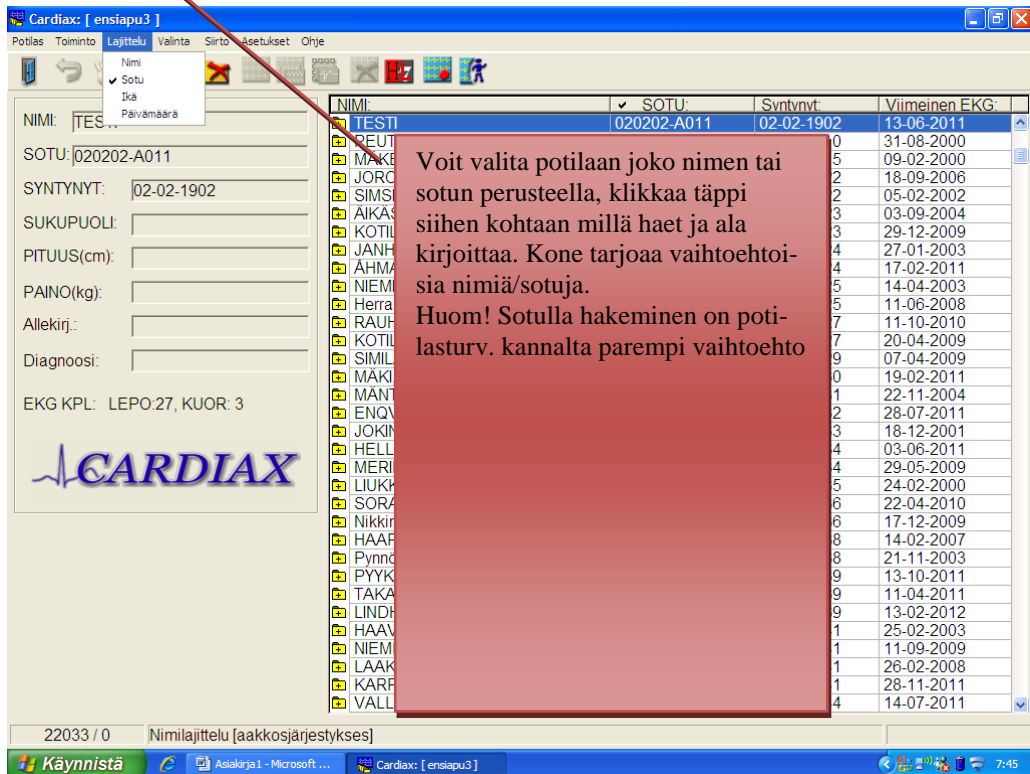 Cardiax: [ ensiapu3 ]
Potilas Toiminto Lajittelu Valinta Siirto Asetukset Ohje
Nimi
✓ Sotu
Ikä
Päivämäärä
Hz
NIMI:
SOTU: 020202-A011
SYNTYNYT: 02-02-1902
SUKUPUOLI:
PITUUS(cm):
PAINO(kg):
Allekirj.:
Diagnoosi:
EKG KPL: LEPO:27, KUOR: 3
CARDIAX
NIMI: ✓ SOTU: Syntynyt: Viimeinen EKG:
TESTI 020202-A011 02-02-1902 13-06-2011
31-08-2000
09-02-2000
18-09-2006
05-02-2002
03-09-2004
29-12-2009
27-01-2003
17-02-2011
14-04-2003
11-06-2008
11-10-2010
20-04-2009
07-04-2009
19-02-2011
22-11-2004
28-07-2011
18-12-2001
03-06-2011
29-05-2009
24-02-2000
22-04-2010
17-12-2009
14-02-2007
21-11-2003
13-10-2011
11-04-2011
13-02-2012
25-02-2003
11-09-2009
26-02-2008
28-11-2011
14-07-2011
Voit valita potilaan joko nimen tai
sotun perusteella, klikkaa täppi
siihen kohtaan millä haet ja ala
kirjoittaa. Kone tarjoaa vaihtoehtoi-
sia nimiä/sotuja.
Huom! Sotulla hakeminen on poti-
lasturv. kannalta parempi vaihtoehto
22033 / 0 Nimilajittelu [aakkosjärjestykses]
Käynnistä Asiakirja1 - Microsoft ... Cardiax: [ ensiapu3 ] 7:45